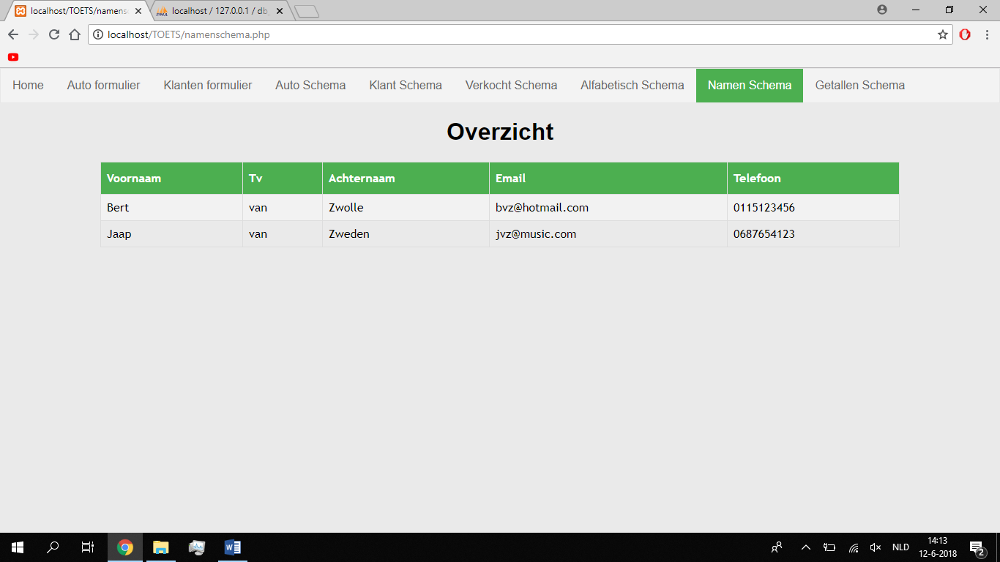 localhost/TOETS/namens
localhost / 127.0.0.1 / db_
localhost/TOETS/namenschema.php
Home Auto formulier Klanten formulier Auto Schema Klant Schema Verkocht Schema Alfabetisch Schema Namen Schema Getallen Schema
Overzicht
Voornaam Tv Achternaam Email Telefoon
Bert van Zwolle bvz@hotmail.com 0115123456
Jaap van Zweden jvz@music.com 0687654123
NLD
14:13
12-6-2018
2